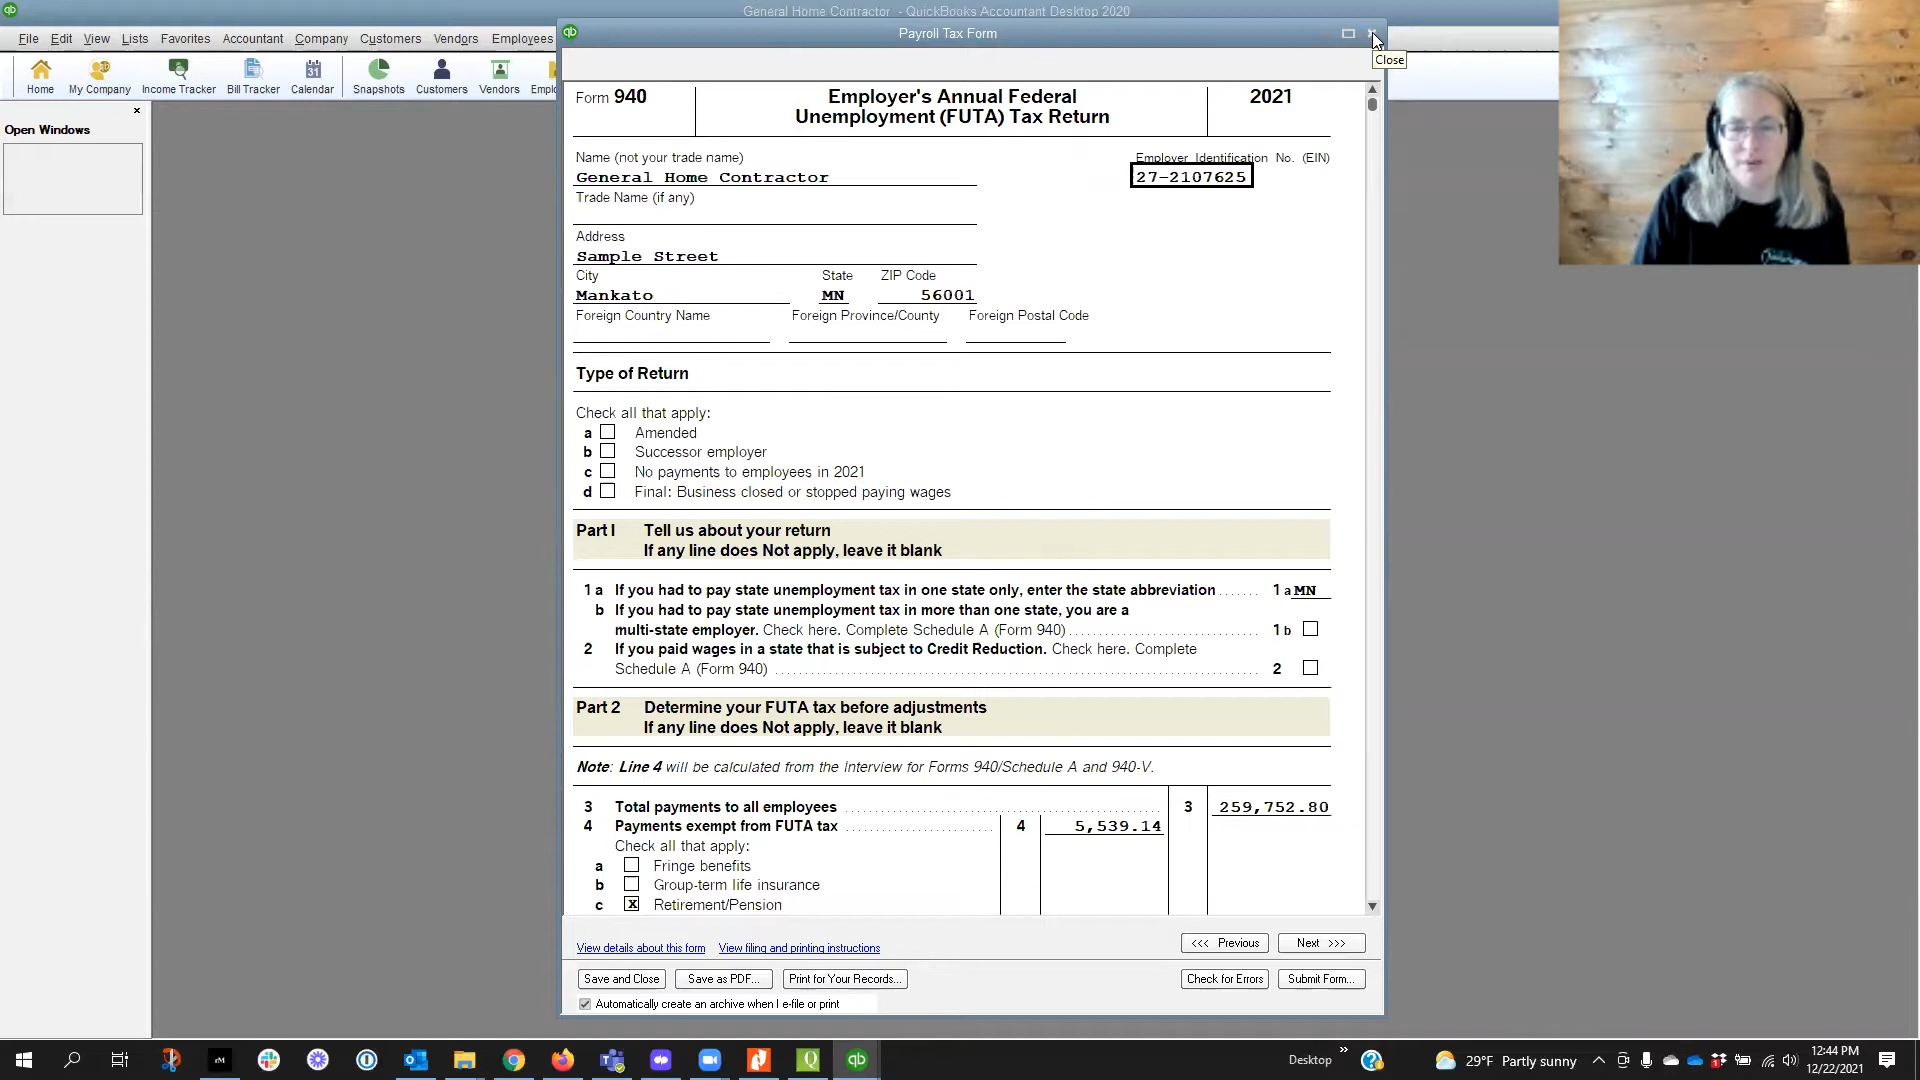 General Home Contractor - QuickBooks Accountant Desktop 2020
File Edit View Lists Favorites Accountant Company Customers Vendors Employees
Payroll Tax Form
Close
Home My Company Income Tracker Bill Tracker Calendar Snapshots Customers Vendors
Open Windows
Form 940
Employer's Annual Federal
Unemployment (FUTA) Tax Return
2021
Name (not your trade name)
Employer Identification No. (EIN)
General Home Contractor
27-2107625
Trade Name (if any)
Address
Sample Street
City State ZIP Code
Mankato MN 56001
Foreign Country Name Foreign Province/County Foreign Postal Code
Type of Return
Check all that apply:
a Amended
b Successor employer
c No payments to employees in 2021
d Final: Business closed or stopped paying wages
Part I Tell us about your return
If any line does Not apply, leave it blank
1 a If you had to pay state unemployment tax in one state only, enter the state abbreviation ....... 1 a MN
b If you had to pay state unemployment tax in more than one state, you are a
multi-state employer. Check here. Complete Schedule A (Form 940) ....... 1 b
2 If you paid wages in a state that is subject to Credit Reduction. Check here. Complete
Schedule A (Form 940) ....... 2
Part 2 Determine your FUTA tax before adjustments
If any line does Not apply, leave it blank
Note: Line 4 will be calculated from the Interview for Forms 940/Schedule A and 940-V.
3 Total payments to all employees ....... 3 259,752.80
4 Payments exempt from FUTA tax ....... 4 5,539.14
Check all that apply:
a Fringe benefits
b Group-term life insurance
c X Retirement/Pension
View details about this form View filing and printing instructions
<<< Previous Next >>>
Save and Close Save as PDF... Print for Your Records... Check for Errors Submit Form...
Automatically create an archive when I e-file or print
Desktop
29°F Partly sunny
12:44 PM
12/22/2021